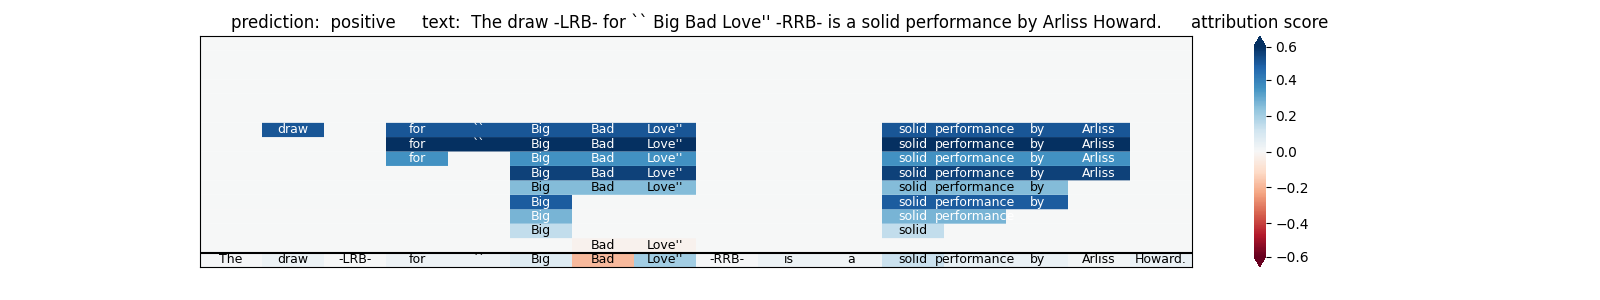 prediction: positive text: The draw -LRB- for `` Big Bad Love'' -RRB- is a solid performance by Arliss Howard. attribution score
0.6
0.4
0.2
0.0
−0.2
−0.4
−0.6
draw for `` Big Bad Love'' solid performance by Arliss
for `` Big Bad Love'' solid performance by Arliss
for Big Bad Love'' solid performance by Arliss
Big Bad Love'' solid performance by Arliss
Big Bad Love'' solid performance by
Big solid performance by
Big solid performance
Big solid
Bad Love''
The draw -LRB- for `` Big Bad Love'' -RRB- is a solid performance by Arliss Howard.